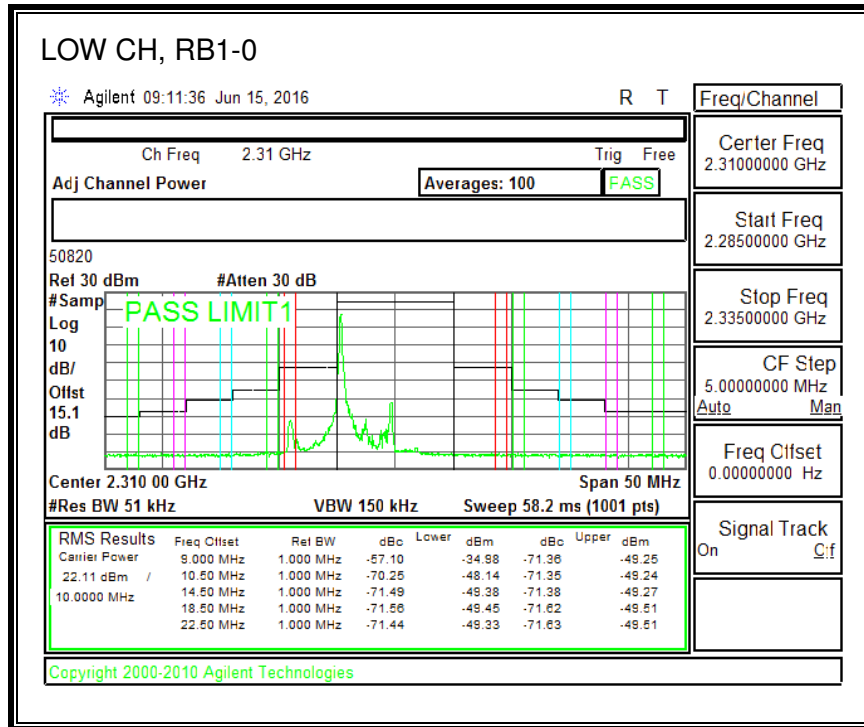 LOW CH, RB1-0
Agilent 09:11:36 Jun 15, 2016 R T
Freq/Channel
Ch Freq 2.31 GHz Trig Free
Center Freq
2.31000000 GHz
Adj Channel Power Averages: 100 PASS
Start Freq
2.28500000 GHz
50820
Ref 30 dBm #Atten 30 dB
#Samp
PASS LIMIT1
Log
10
dB/
Offst
15.1
dB
Stop Freq
2.33500000 GHz
CF Step
5.00000000 MHz
Auto Man
Freq Offset
0.00000000 Hz
Center 2.310 00 GHz Span 50 MHz
#Res BW 51 kHz VBW 150 kHz Sweep 58.2 ms (1001 pts)
Signal Track
On Off
RMS Results Freq Offset Ref BW dBc Lower dBm dBc Upper dBm
Carrier Power 9.000 MHz 1.000 MHz -57.10 -34.98 -71.36 -49.25
22.11 dBm / 10.50 MHz 1.000 MHz -70.25 -48.14 -71.35 -49.24
10.0000 MHz 14.50 MHz 1.000 MHz -71.49 -49.38 -71.38 -49.27
18.50 MHz 1.000 MHz -71.56 -49.45 -71.62 -49.51
22.50 MHz 1.000 MHz -71.44 -49.33 -71.63 -49.51
Copyright 2000-2010 Agilent Technologies